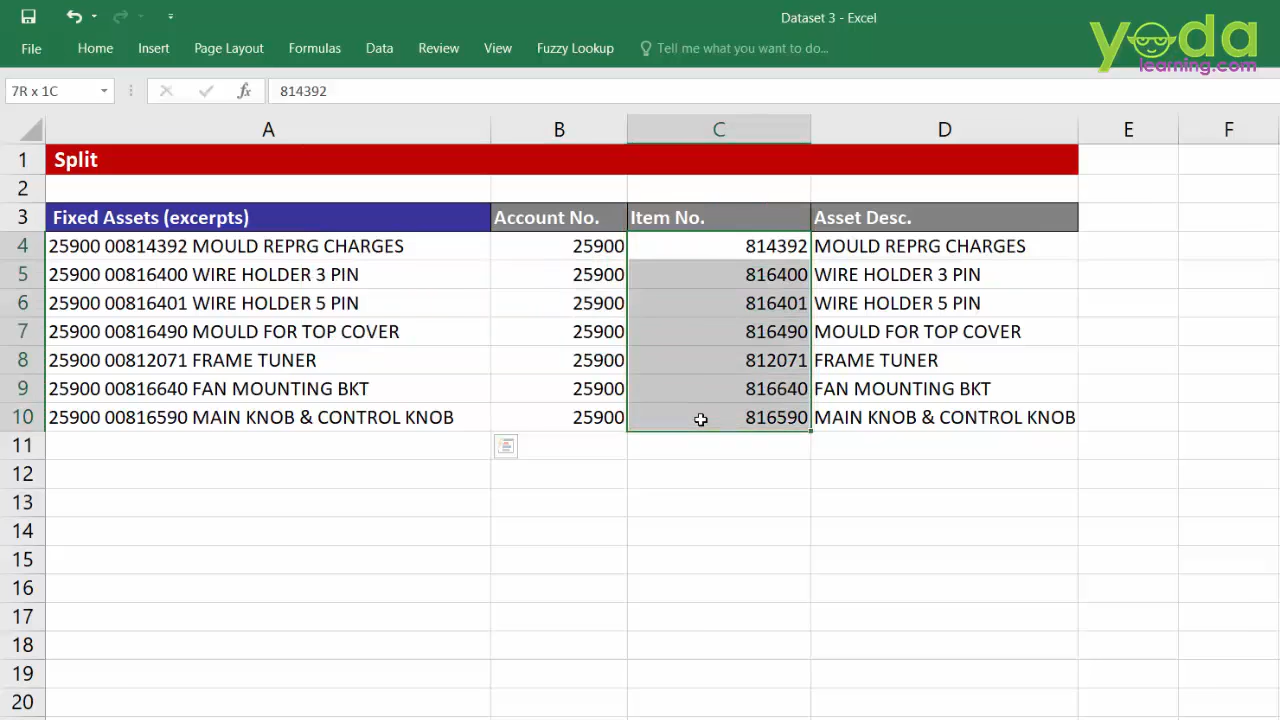 Dataset 3 - Excel
yoda
learning.com
File Home Insert Page Layout Formulas Data Review View Fuzzy Lookup Tell me what you want to do...
7R x 1C fx 814392
A B C D E F
1 Split
2
3 Fixed Assets (excerpts) Account No. Item No. Asset Desc.
4 25900 00814392 MOULD REPRG CHARGES 25900 814392 MOULD REPRG CHARGES
5 25900 00816400 WIRE HOLDER 3 PIN 25900 816400 WIRE HOLDER 3 PIN
6 25900 00816401 WIRE HOLDER 5 PIN 25900 816401 WIRE HOLDER 5 PIN
7 25900 00816490 MOULD FOR TOP COVER 25900 816490 MOULD FOR TOP COVER
8 25900 00812071 FRAME TUNER 25900 812071 FRAME TUNER
9 25900 00816640 FAN MOUNTING BKT 25900 816640 FAN MOUNTING BKT
10 25900 00816590 MAIN KNOB & CONTROL KNOB 25900 816590 MAIN KNOB & CONTROL KNOB
11
12
13
14
15
16
17
18
19
20